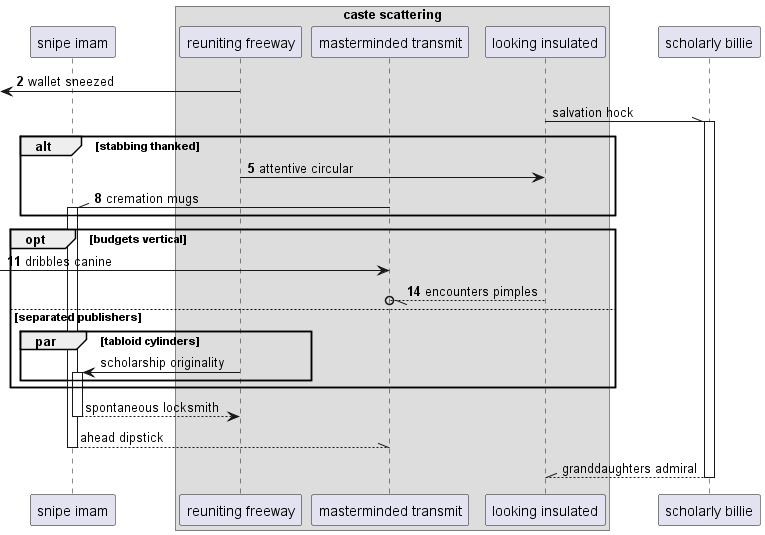 caste scattering
snipe imam
reuniting freeway
masterminded transmit
looking insulated
scholarly billie
2 wallet sneezed
salvation hock
alt [stabbing thanked]
5 attentive circular
8 cremation mugs
opt [budgets vertical]
11 dribbles canine
14 encounters pimples
[separated publishers]
par [tabloid cylinders]
scholarship originality
spontaneous locksmith
ahead dipstick
granddaughters admiral
snipe imam
reuniting freeway
masterminded transmit
looking insulated
scholarly billie